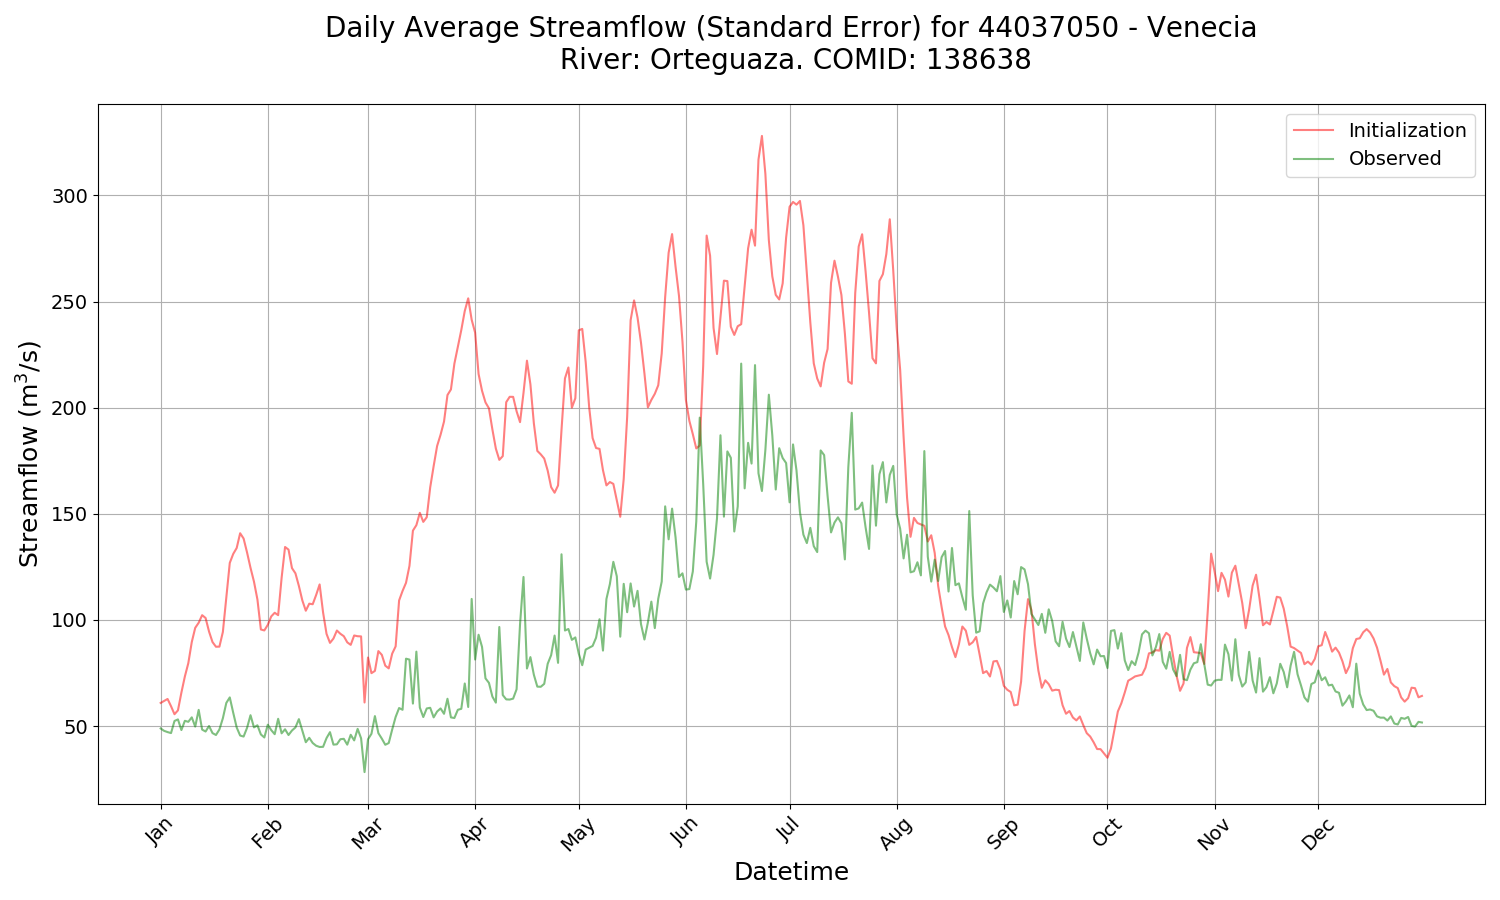 Daily Average Streamflow (Standard Error) for 44037050 - Venecia
River: Orteguaza. COMID: 138638
Initialization
Observed
300
250
200
150
100
50
Streamflow (m³/s)
Jan Feb Mar Apr May Jun Jul Aug Sep Oct Nov Dec
Datetime